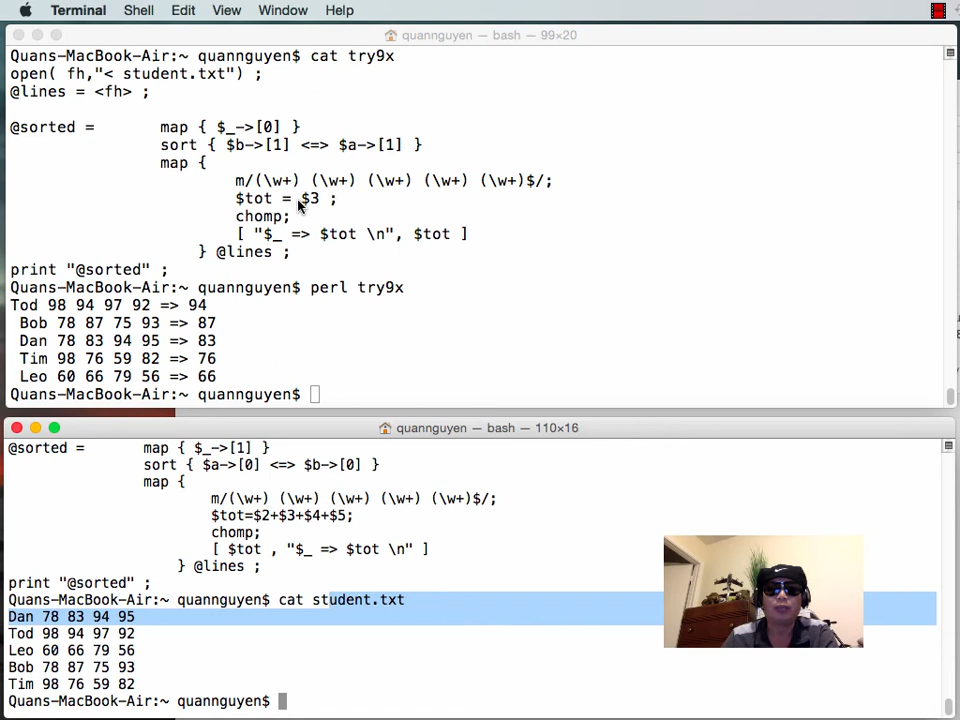 Terminal Shell Edit View Window Help
quannguyen — bash — 99×20
Quans-MacBook-Air:~ quannguyen$ cat try9x
open( fh,"< student.txt") ;
@lines = <fh> ;
@sorted =       map { $_->[0] }
                sort { $b->[1] <=> $a->[1] }
                map {
                        m/(\w+) (\w+) (\w+) (\w+) (\w+)$/;
                        $tot = $3 ;
                        chomp;
                        [ "$_ => $tot \n", $tot ]
                    } @lines ;
print "@sorted" ;
Quans-MacBook-Air:~ quannguyen$ perl try9x
Tod 98 94 97 92 => 94
 Bob 78 87 75 93 => 87
 Dan 78 83 94 95 => 83
 Tim 98 76 59 82 => 76
 Leo 60 66 79 56 => 66
Quans-MacBook-Air:~ quannguyen$
quannguyen — bash — 110×16
@sorted =       map { $_->[1] }
                sort { $a->[0] <=> $b->[0] }
                map {
                        m/(\w+) (\w+) (\w+) (\w+) (\w+)$/;
                        $tot=$2+$3+$4+$5;
                        chomp;
                        [ $tot , "$_ => $tot \n" ]
                    } @lines ;
print "@sorted" ;
Quans-MacBook-Air:~ quannguyen$ cat student.txt
Dan 78 83 94 95
Tod 98 94 97 92
Leo 60 66 79 56
Bob 78 87 75 93
Tim 98 76 59 82
Quans-MacBook-Air:~ quannguyen$